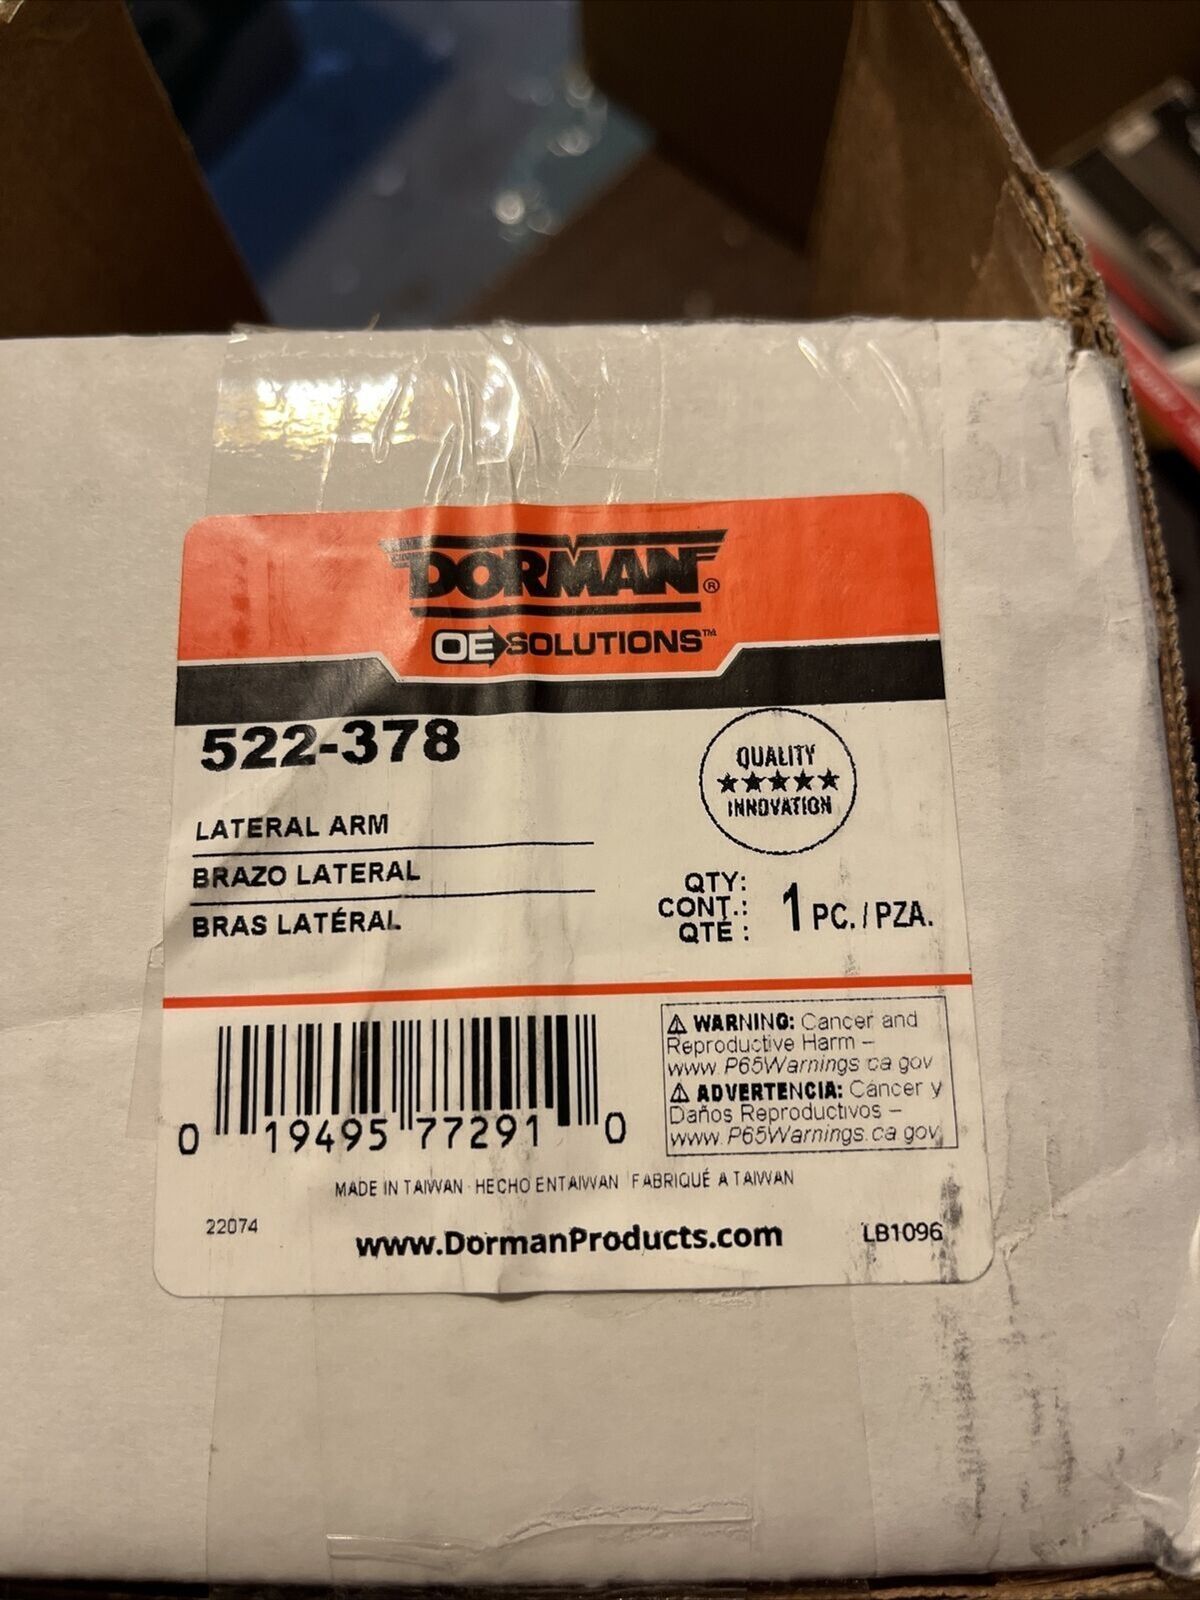 DORMAN®
OE SOLUTIONS™
522-378
QUALITY
★★★★★
INNOVATION
LATERAL ARM
BRAZO LATERAL
BRAS LATÉRAL
QTY:
CONT.:
QTÉ :
1 PC. / PZA.
⚠ WARNING: Cancer and
Reproductive Harm –
www.P65Warnings.ca.gov
⚠ ADVERTENCIA: Cáncer y
Daños Reproductivos –
www.P65Warnings.ca.gov
0 19495 77291 0
MADE IN TAIWAN HECHO EN TAIWAN FABRIQUÉ A TAIWAN
22074
www.DormanProducts.com
LB1096